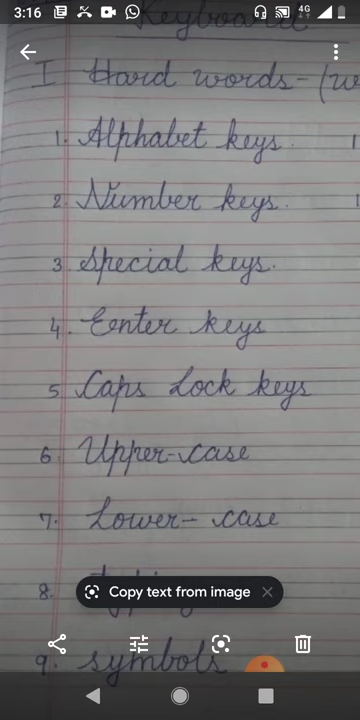 3:16
4G
Keyboard
I Hard words - (w
1. Alphabet keys.
2. Number keys.
3 Special keys.
4. Eenter keys
5 Caps Lock keys
6. Upper-case
7. Lower- case
8.
Copy text from image
9. symbols